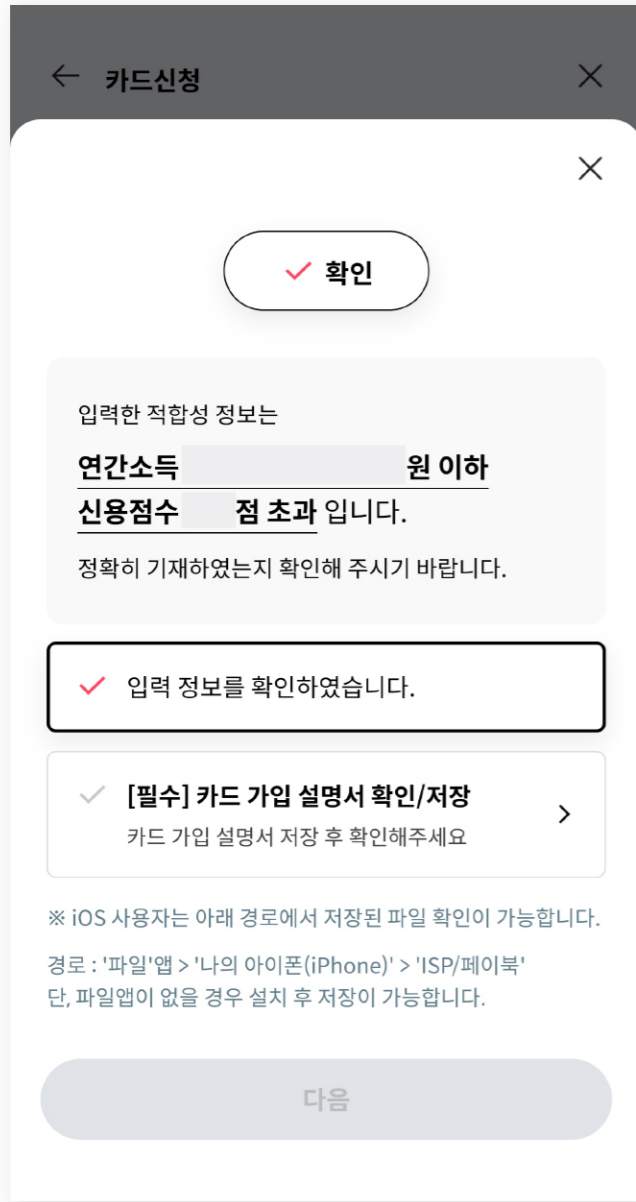 카드신청
확인
입력한 적합성 정보는
연간소득 원 이하
신용점수 점 초과 입니다.
정확히 기재하였는지 확인해 주시기 바랍니다.
입력 정보를 확인하였습니다.
[필수] 카드 가입 설명서 확인/저장
카드 가입 설명서 저장 후 확인해주세요
※ iOS 사용자는 아래 경로에서 저장된 파일 확인이 가능합니다.
경로 : '파일'앱 > '나의 아이폰(iPhone)' > 'ISP/페이북'
단, 파일앱이 없을 경우 설치 후 저장이 가능합니다.
다음